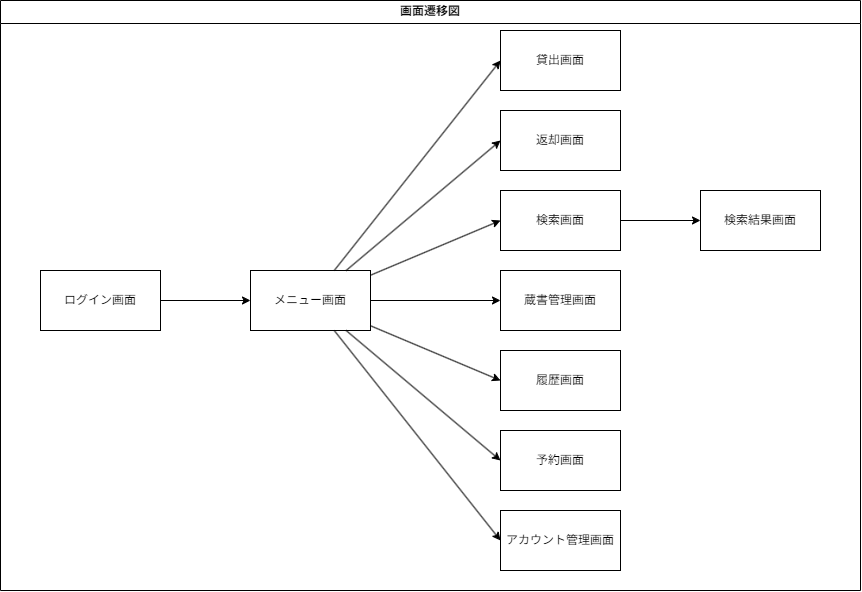 画面遷移図
貸出画面
返却画面
検索画面
検索結果画面
ログイン画面
メニュー画面
蔵書管理画面
履歴画面
予約画面
アカウント管理画面